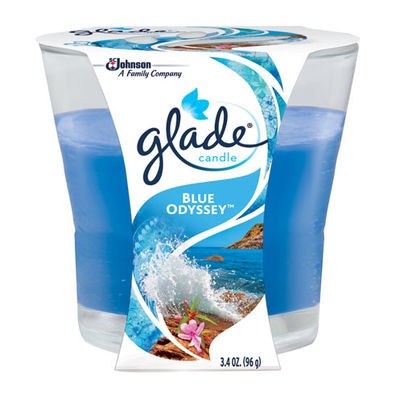 SC Johnson
A Family Company
glade®
candle
BLUE
ODYSSEY™
3.4 OZ. (96 g)